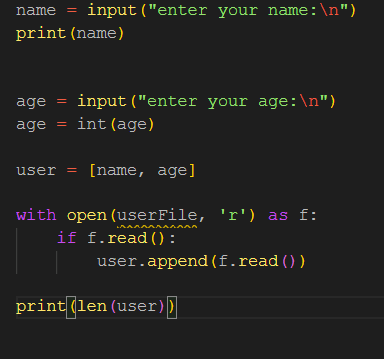 name = input("enter your name:\n")
print(name)
age = input("enter your age:\n")
age = int(age)
user = [name, age]
with open(userFile, 'r') as f:
    if f.read():
        user.append(f.read())
print(len(user))